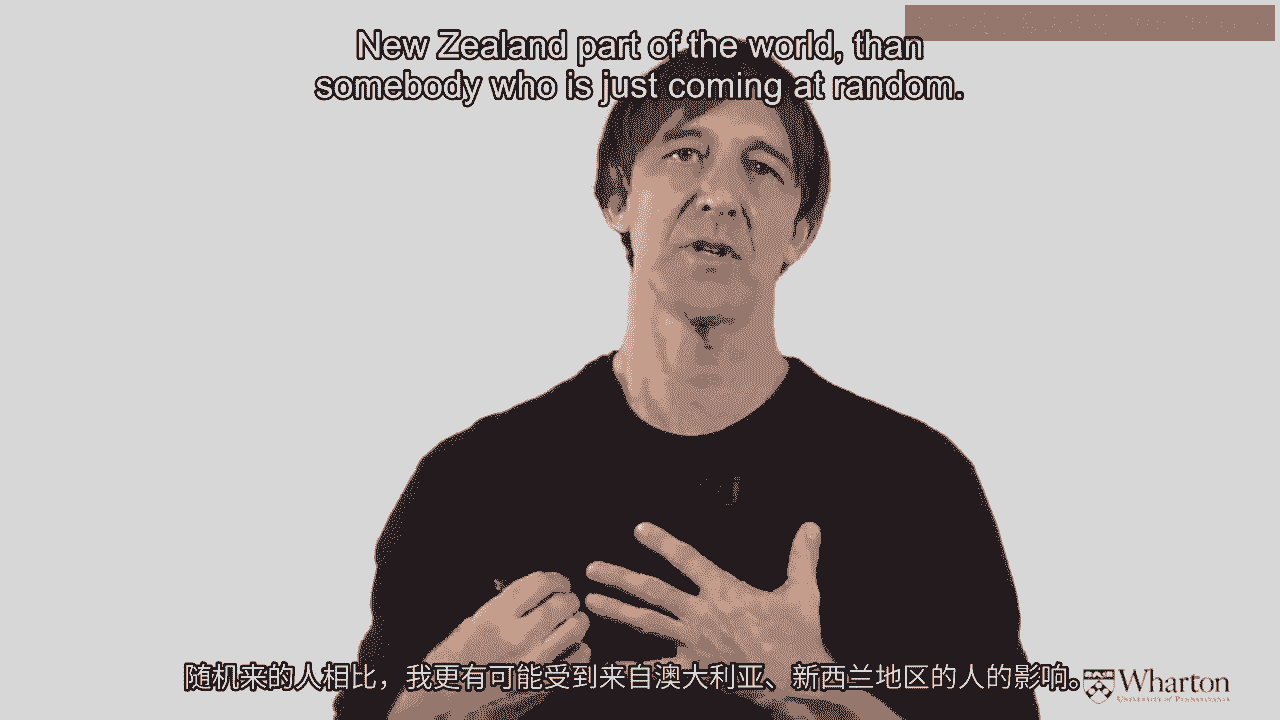 New Zealand part of the world, than
somebody who is just coming at random.
随机来的人相比，我更有可能受到来自澳大利亚、新西兰地区的人的影响。
Wharton
UNIVERSITY of PENNSYLVANIA